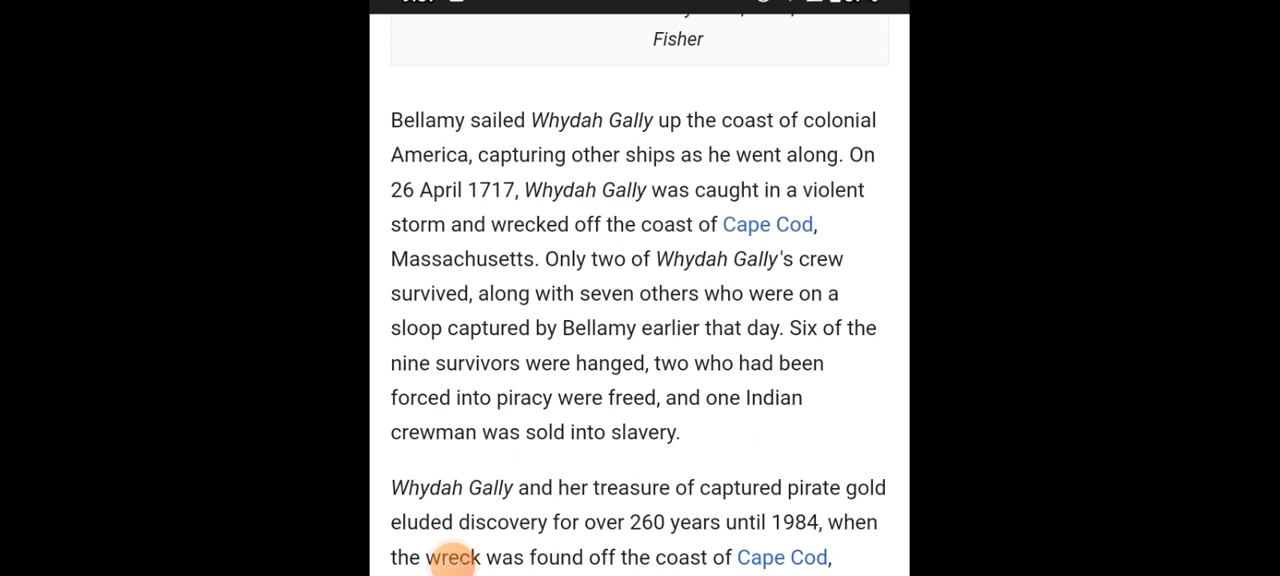 Fisher
Bellamy sailed Whydah Gally up the coast of colonial
America, capturing other ships as he went along. On
26 April 1717, Whydah Gally was caught in a violent
storm and wrecked off the coast of Cape Cod,
Massachusetts. Only two of Whydah Gally's crew
survived, along with seven others who were on a
sloop captured by Bellamy earlier that day. Six of the
nine survivors were hanged, two who had been
forced into piracy were freed, and one Indian
crewman was sold into slavery.
Whydah Gally and her treasure of captured pirate gold
eluded discovery for over 260 years until 1984, when
the wreck was found off the coast of Cape Cod,